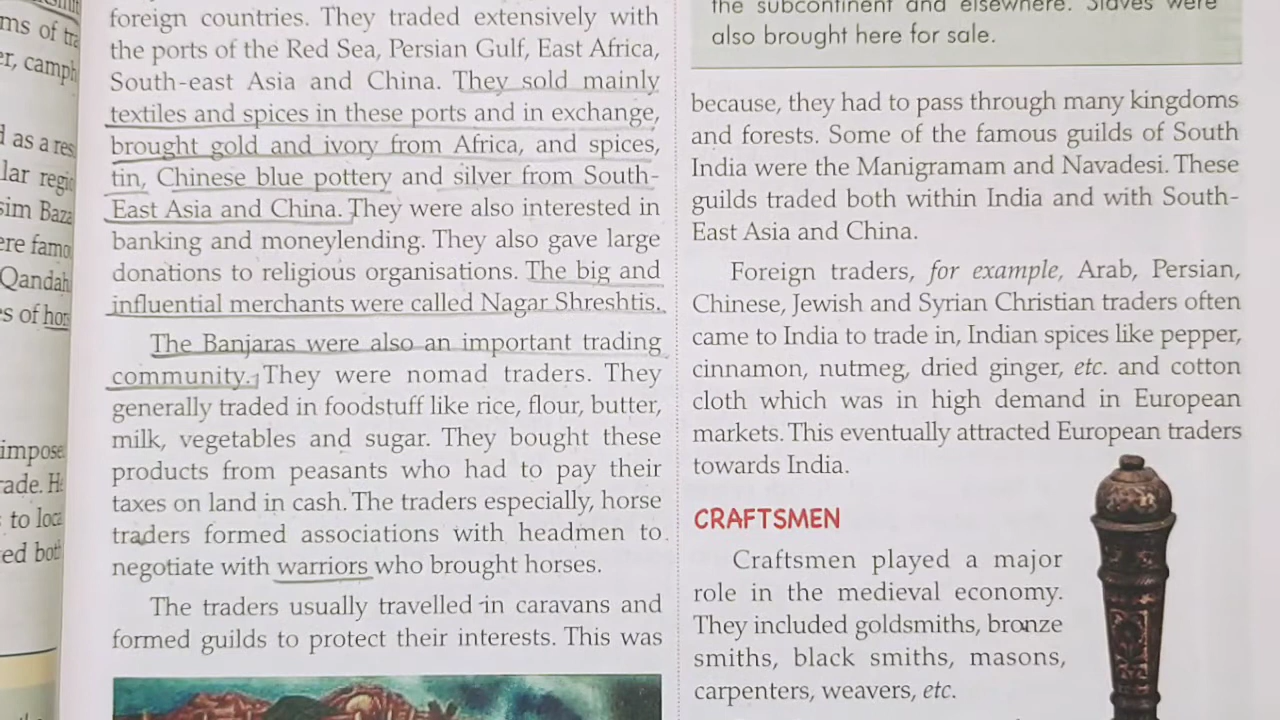 as a
Qandah
s of
impose
rade. H
to
foreign countries. They traded extensively with
the ports of the Red Sea, Persian Gulf, East Africa,
South-east Asia and China. They sold mainly
textiles and spices in these ports and in exchange,
brought gold and ivory from Africa, and spices,
tin, Chinese blue pottery and silver from South-
East Asia and China. They were also interested in
banking and moneylending. They also gave large
donations to religious organisations. The big and
influential merchants were called Nagar Shreshtis.
The Banjaras were also an important trading
community. They were nomad traders. They
generally traded in foodstuff like rice, flour, butter,
milk, vegetables and sugar. They bought these
products from peasants who had to pay their
taxes on land in cash. The traders especially, horse
traders formed associations with headmen to
negotiate with warriors who brought horses.
The traders usually travelled in caravans and
formed guilds to protect their interests. This was
the subcontinent and elsewhere. Slaves were
also brought here for sale.
because, they had to pass through many kingdoms
and forests. Some of the famous guilds of South
India were the Manigramam and Navadesi. These
guilds traded both within India and with South-
East Asia and China.
Foreign traders, for example, Arab, Persian,
Chinese, Jewish and Syrian Christian traders often
came to India to trade in, Indian spices like pepper,
cinnamon, nutmeg, dried ginger, etc. and cotton
cloth which was in high demand in European
markets. This eventually attracted European traders
towards India.
CRAFTSMEN
Craftsmen played a major
role in the medieval economy.
They included goldsmiths, bronze
smiths, black smiths, masons,
carpenters, weavers, etc.